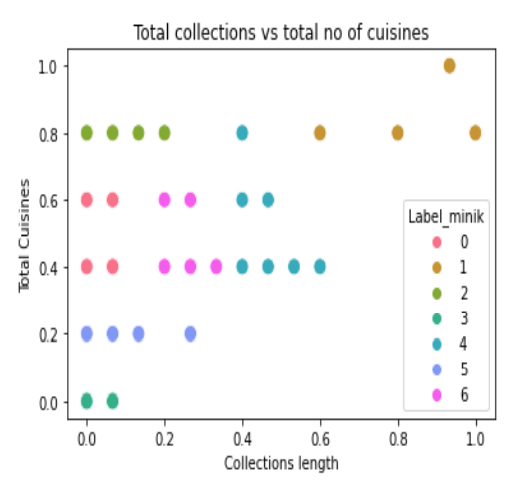 Total collections vs total no of cuisines
Total Cuisines
1.0
0.8
0.6
0.4
0.2
0.0
Label_minik
0
1
2
3
4
5
6
0.0 0.2 0.4 0.6 0.8 1.0
Collections length